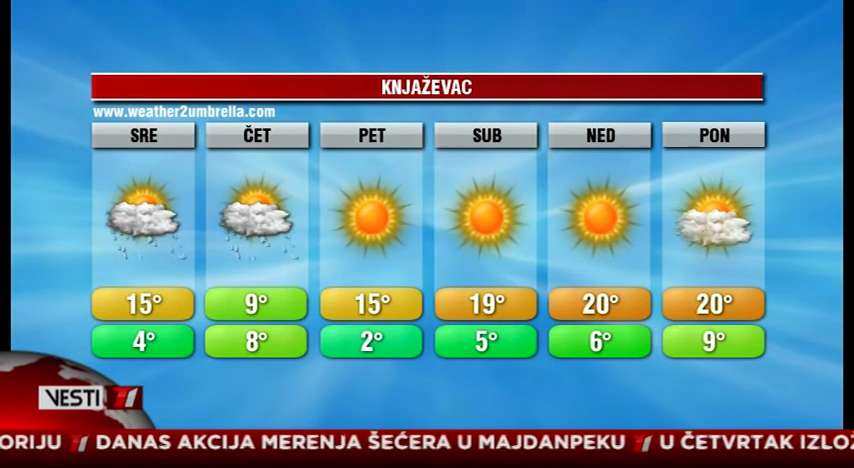 KNJAŽEVAC
www.weather2umbrella.com
SRE ČET PET SUB NED PON
15° 9° 15° 19° 20° 20°
4° 8° 2° 5° 6° 9°
VESTI T1
ORIJU DANAS AKCIJA MERENJA ŠEĆERA U MAJDANPEKU U ČETVRTAK IZLOŽ